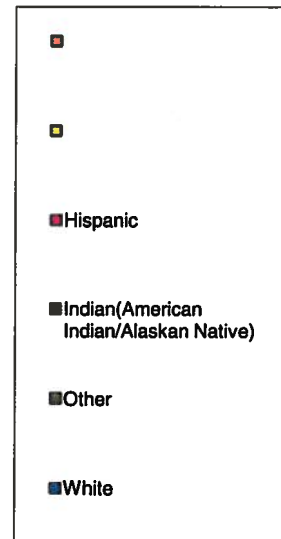 Hispanic
Indian(American
Indian/Alaskan Native)
Other
White